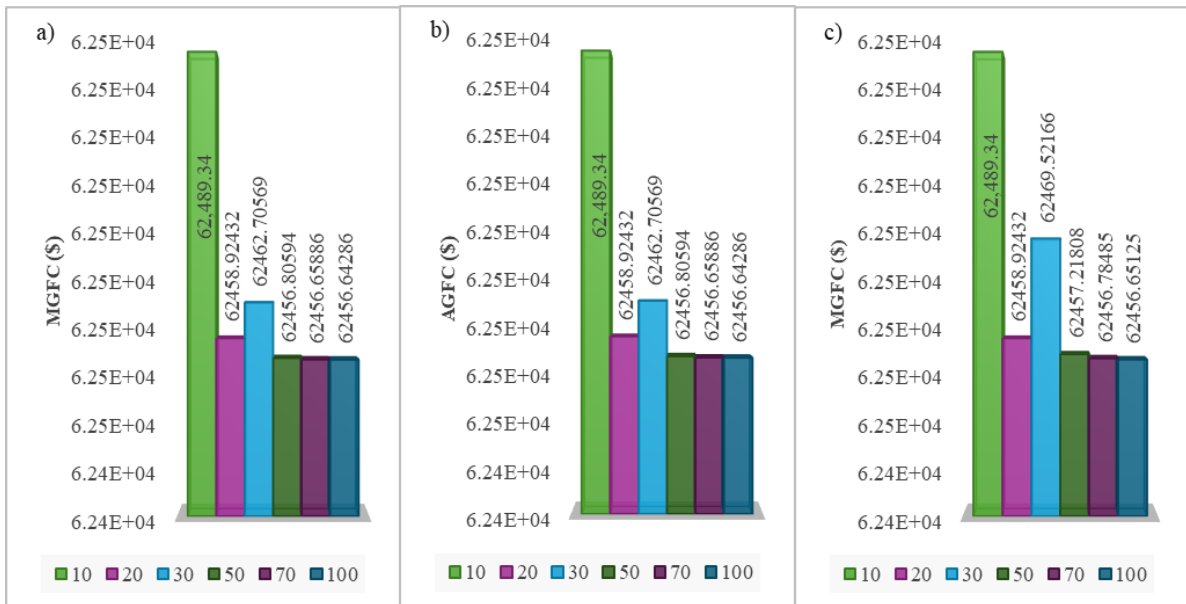 a)
6.25E+04
6.25E+04
6.25E+04
6.25E+04
6.25E+04
6.25E+04
6.25E+04
6.25E+04
6.25E+04
6.24E+04
6.24E+04
MGFC ($)
62,489.34
62458.92432
62462.70569
62456.80594
62456.65886
62456.64286
10 20 30 50 70 100
b)
6.25E+04
6.25E+04
6.25E+04
6.25E+04
6.25E+04
6.25E+04
6.25E+04
6.25E+04
6.25E+04
6.24E+04
6.24E+04
AGFC ($)
62,489.34
62458.92432
62462.70569
62456.80594
62456.65886
62456.64286
10 20 30 50 70 100
c)
6.25E+04
6.25E+04
6.25E+04
6.25E+04
6.25E+04
6.25E+04
6.25E+04
6.25E+04
6.25E+04
6.24E+04
6.24E+04
MGFC ($)
62,489.34
62458.92432
62469.52166
62457.21808
62456.78485
62456.65125
10 20 30 50 70 100